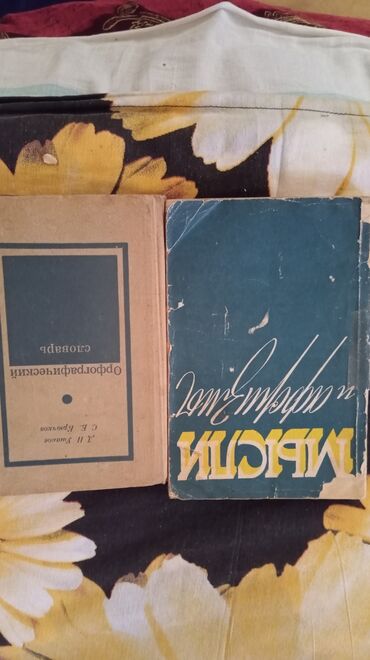 Д. Н. Ушаков
С. Е. Крючков
Орфографический
словарь
МЫСЛИ
и афоризмы